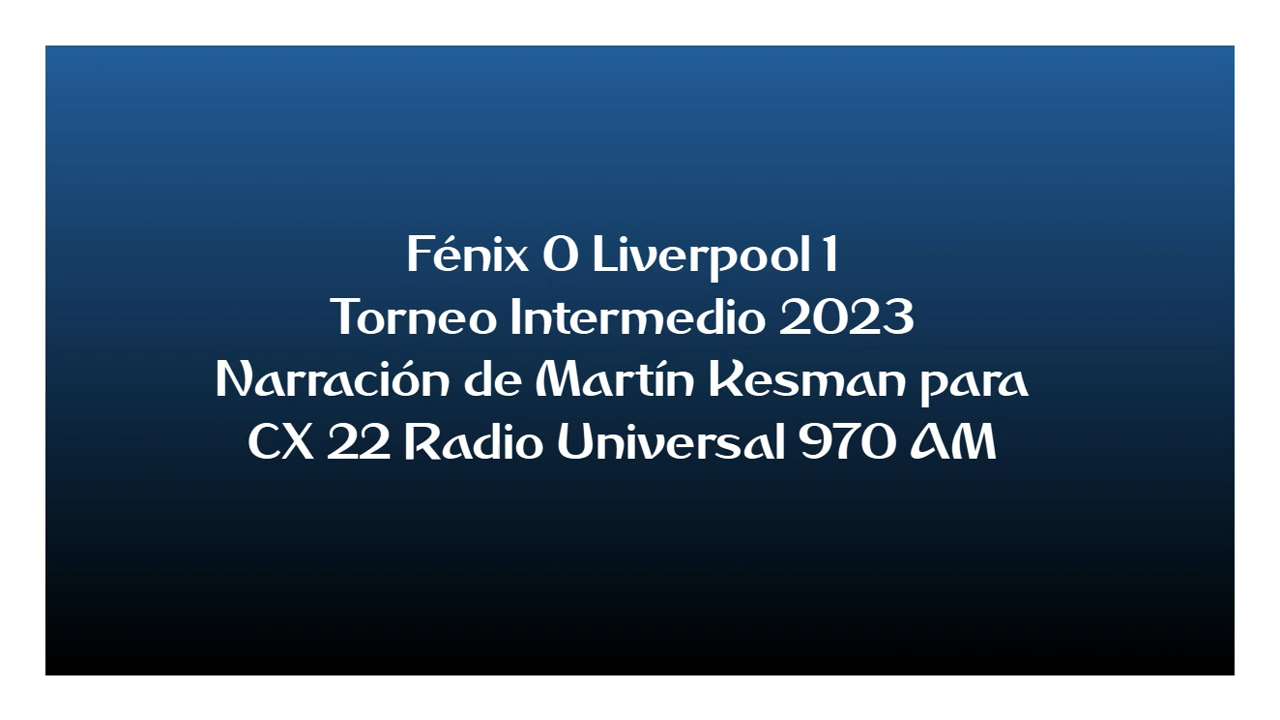 Fénix 0 Liverpool 1
Torneo Intermedio 2023
Narración de Martín Kesman para
CX 22 Radio Universal 970 AM